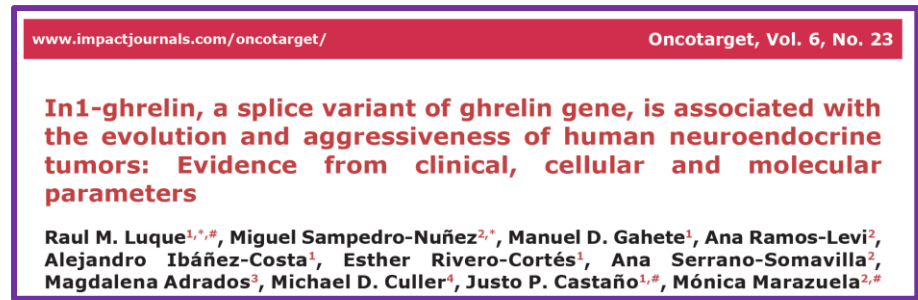 www.impactjournals.com/oncotarget/ Oncotarget, Vol. 6, No. 23
In1-ghrelin, a splice variant of ghrelin gene, is associated with
the evolution and aggressiveness of human neuroendocrine
tumors: Evidence from clinical, cellular and molecular
parameters
Raul M. Luque1,*,#, Miguel Sampedro-Nuñez2,*, Manuel D. Gahete1, Ana Ramos-Levi2,
Alejandro Ibáñez-Costa1, Esther Rivero-Cortés1, Ana Serrano-Somavilla2,
Magdalena Adrados3, Michael D. Culler4, Justo P. Castaño1,#, Mónica Marazuela2,#